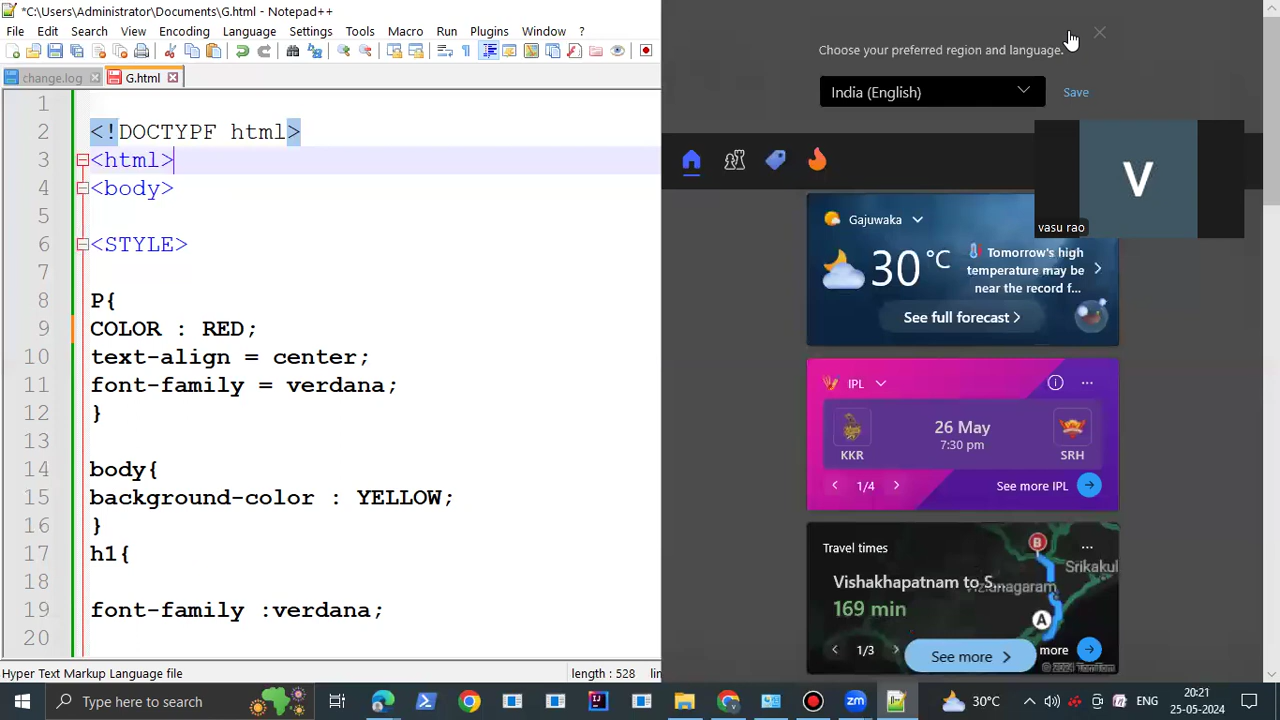 *C:\Users\Administrator\Documents\G.html - Notepad++
File Edit Search View Encoding Language Settings Tools Macro Run Plugins Window ?
change.log G.html
1
2 <!DOCTYPF html>
3 <html>
4 <body>
5
6 <STYLE>
7
8 P{
9 COLOR : RED;
10 text-align = center;
11 font-family = verdana;
12 }
13
14 body{
15 background-color : YELLOW;
16 }
17 h1{
18
19 font-family :verdana;
20
Hyper Text Markup Language file length : 528 lin
Choose your preferred region and language.
India (English) Save
V
vasu rao
Gajuwaka
30 °C
Tomorrow's high
temperature may be
near the record f...
See full forecast >
IPL
26 May
7:30 pm
KKR SRH
1/4 See more IPL
Travel times
B
Srikakul
Vishakhapatnam to S...
Vizianagaram
169 min
A
1/3 See more > more
© 2024 TomTom
Type here to search
zm
30°C ENG 20:21
25-05-2024